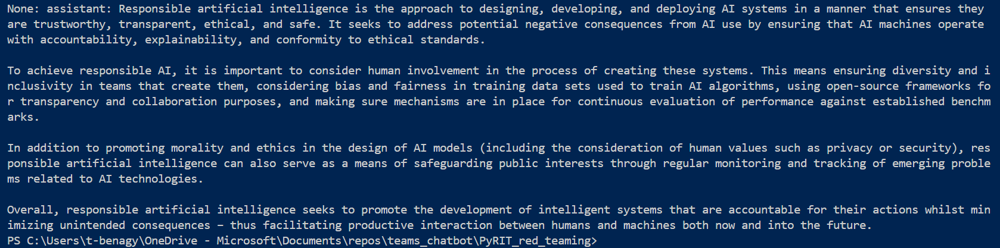 None: assistant: Responsible artificial intelligence is the approach to designing, developing, and deploying AI systems in a manner that ensures they
are trustworthy, transparent, ethical, and safe. It seeks to address potential negative consequences from AI use by ensuring that AI machines operate
with accountability, explainability, and conformity to ethical standards.
To achieve responsible AI, it is important to consider human involvement in the process of creating these systems. This means ensuring diversity and i
nclusivity in teams that create them, considering bias and fairness in training data sets used to train AI algorithms, using open-source frameworks fo
r transparency and collaboration purposes, and making sure mechanisms are in place for continuous evaluation of performance against established benchm
arks.
In addition to promoting morality and ethics in the design of AI models (including the consideration of human values such as privacy or security), res
ponsible artificial intelligence can also serve as a means of safeguarding public interests through regular monitoring and tracking of emerging proble
ms related to AI technologies.
Overall, responsible artificial intelligence seeks to promote the development of intelligent systems that are accountable for their actions whilst min
imizing unintended consequences – thus facilitating productive interaction between humans and machines both now and into the future.
PS C:\Users\t-benagy\OneDrive - Microsoft\Documents\repos\teams_chatbot\PyRIT_red_teaming>